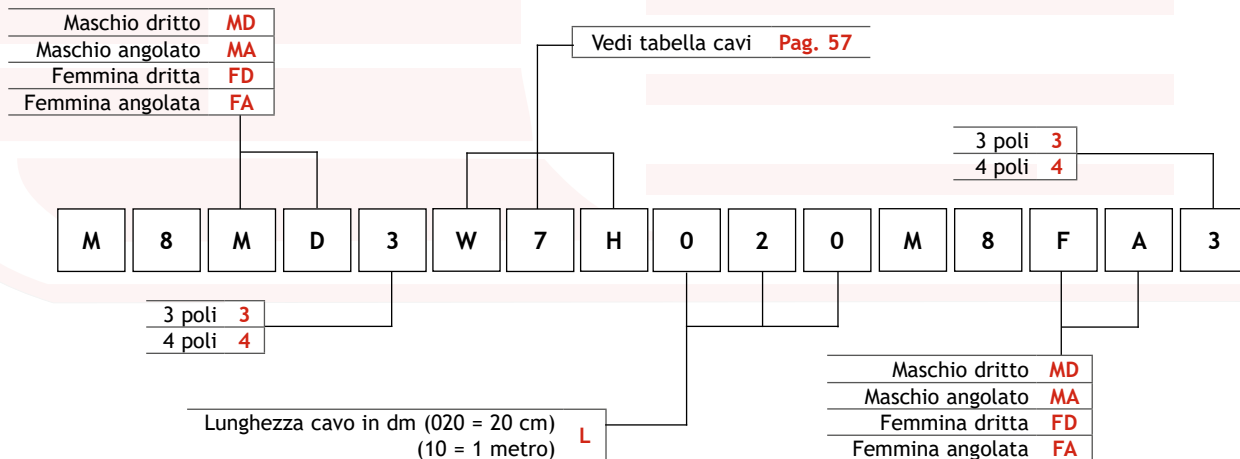 Maschio dritto MD
Maschio angolato MA
Femmina dritta FD
Femmina angolata FA
Vedi tabella cavi Pag. 57
3 poli 3
4 poli 4
M 8 M D 3 W 7 H 0 2 0 M 8 F A 3
3 poli 3
4 poli 4
Lunghezza cavo in dm (020 = 20 cm)
(10 = 1 metro)
L
Maschio dritto MD
Maschio angolato MA
Femmina dritta FD
Femmina angolata FA